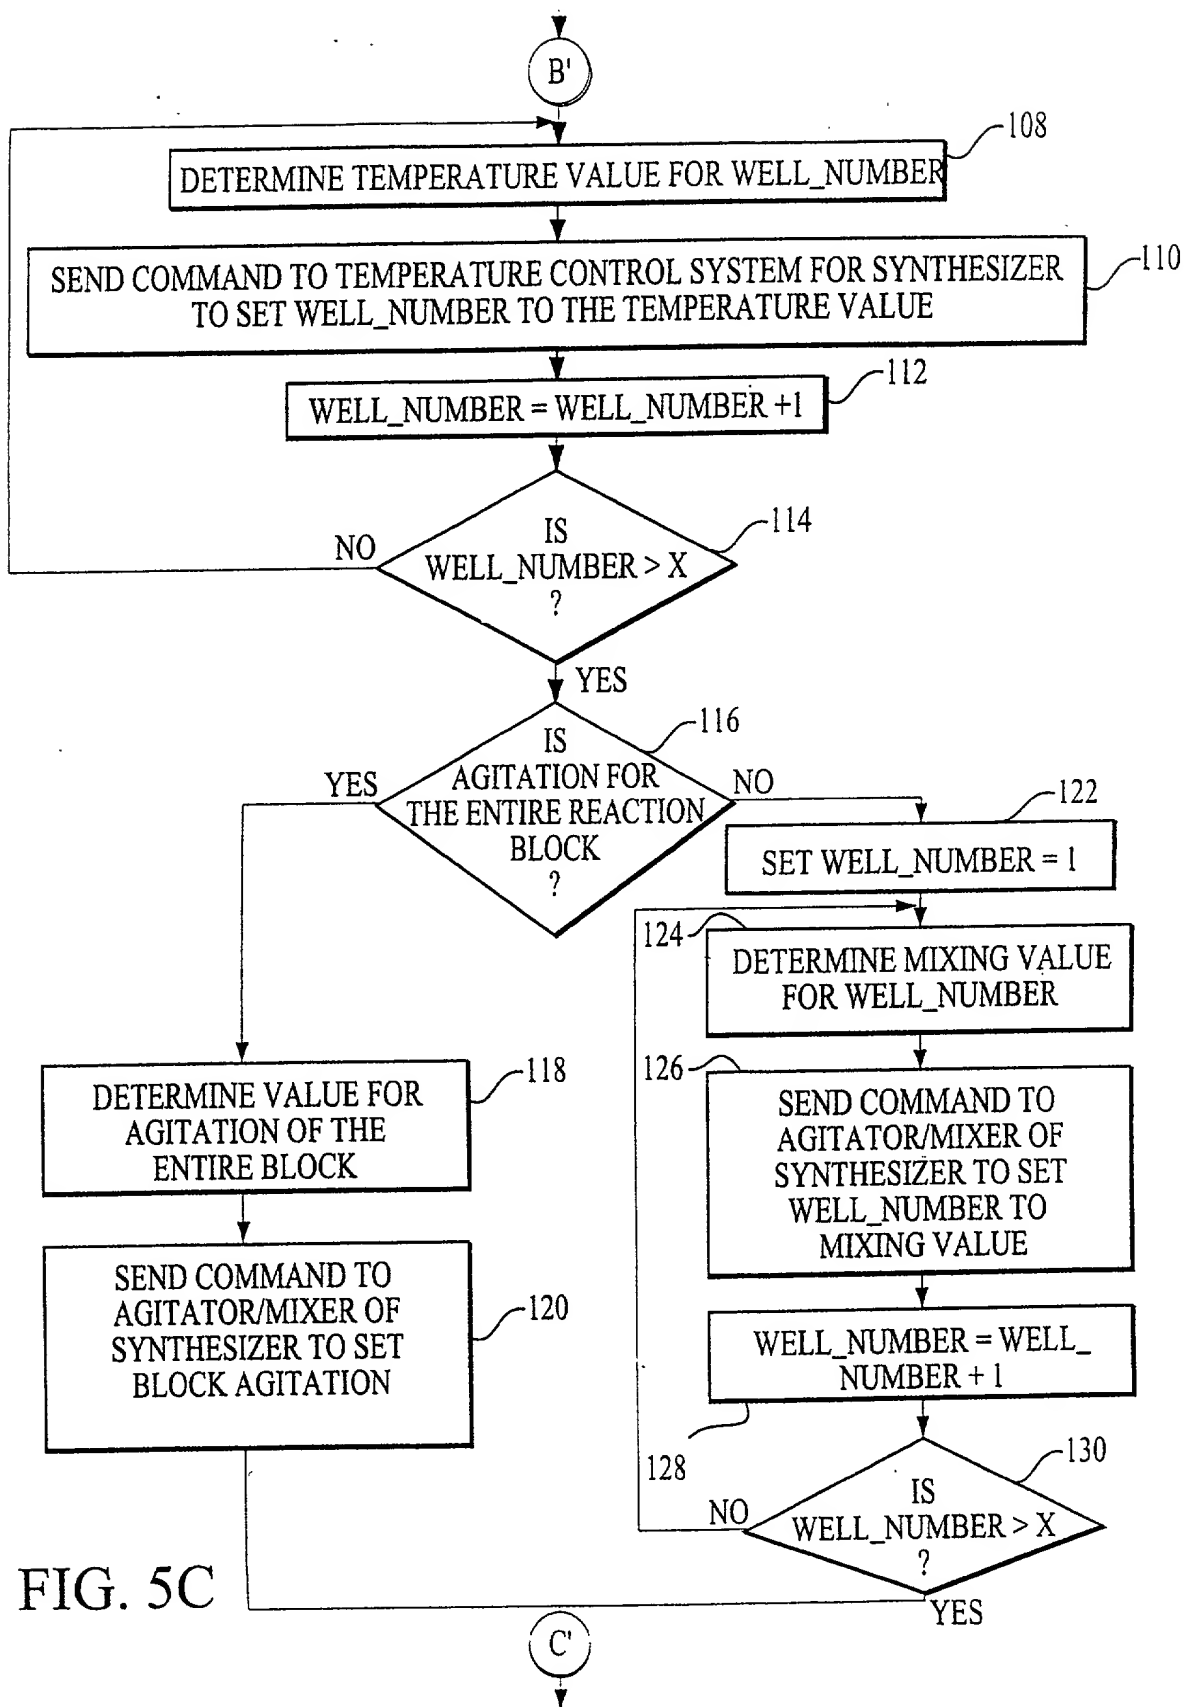 B'
108
DETERMINE TEMPERATURE VALUE FOR WELL_NUMBER
110
SEND COMMAND TO TEMPERATURE CONTROL SYSTEM FOR SYNTHESIZER
TO SET WELL_NUMBER TO THE TEMPERATURE VALUE
112
WELL_NUMBER = WELL_NUMBER +1
114
IS
WELL_NUMBER > X
?
NO
YES
116
IS
AGITATION FOR
THE ENTIRE REACTION
BLOCK
?
YES
NO
122
SET WELL_NUMBER = 1
124
DETERMINE MIXING VALUE
FOR WELL_NUMBER
118
DETERMINE VALUE FOR
AGITATION OF THE
ENTIRE BLOCK
126
SEND COMMAND TO
AGITATOR/MIXER OF
SYNTHESIZER TO SET
WELL_NUMBER TO
MIXING VALUE
120
SEND COMMAND TO
AGITATOR/MIXER OF
SYNTHESIZER TO SET
BLOCK AGITATION
WELL_NUMBER = WELL_
NUMBER + 1
128
130
IS
WELL_NUMBER > X
?
NO
YES
FIG. 5C
C'